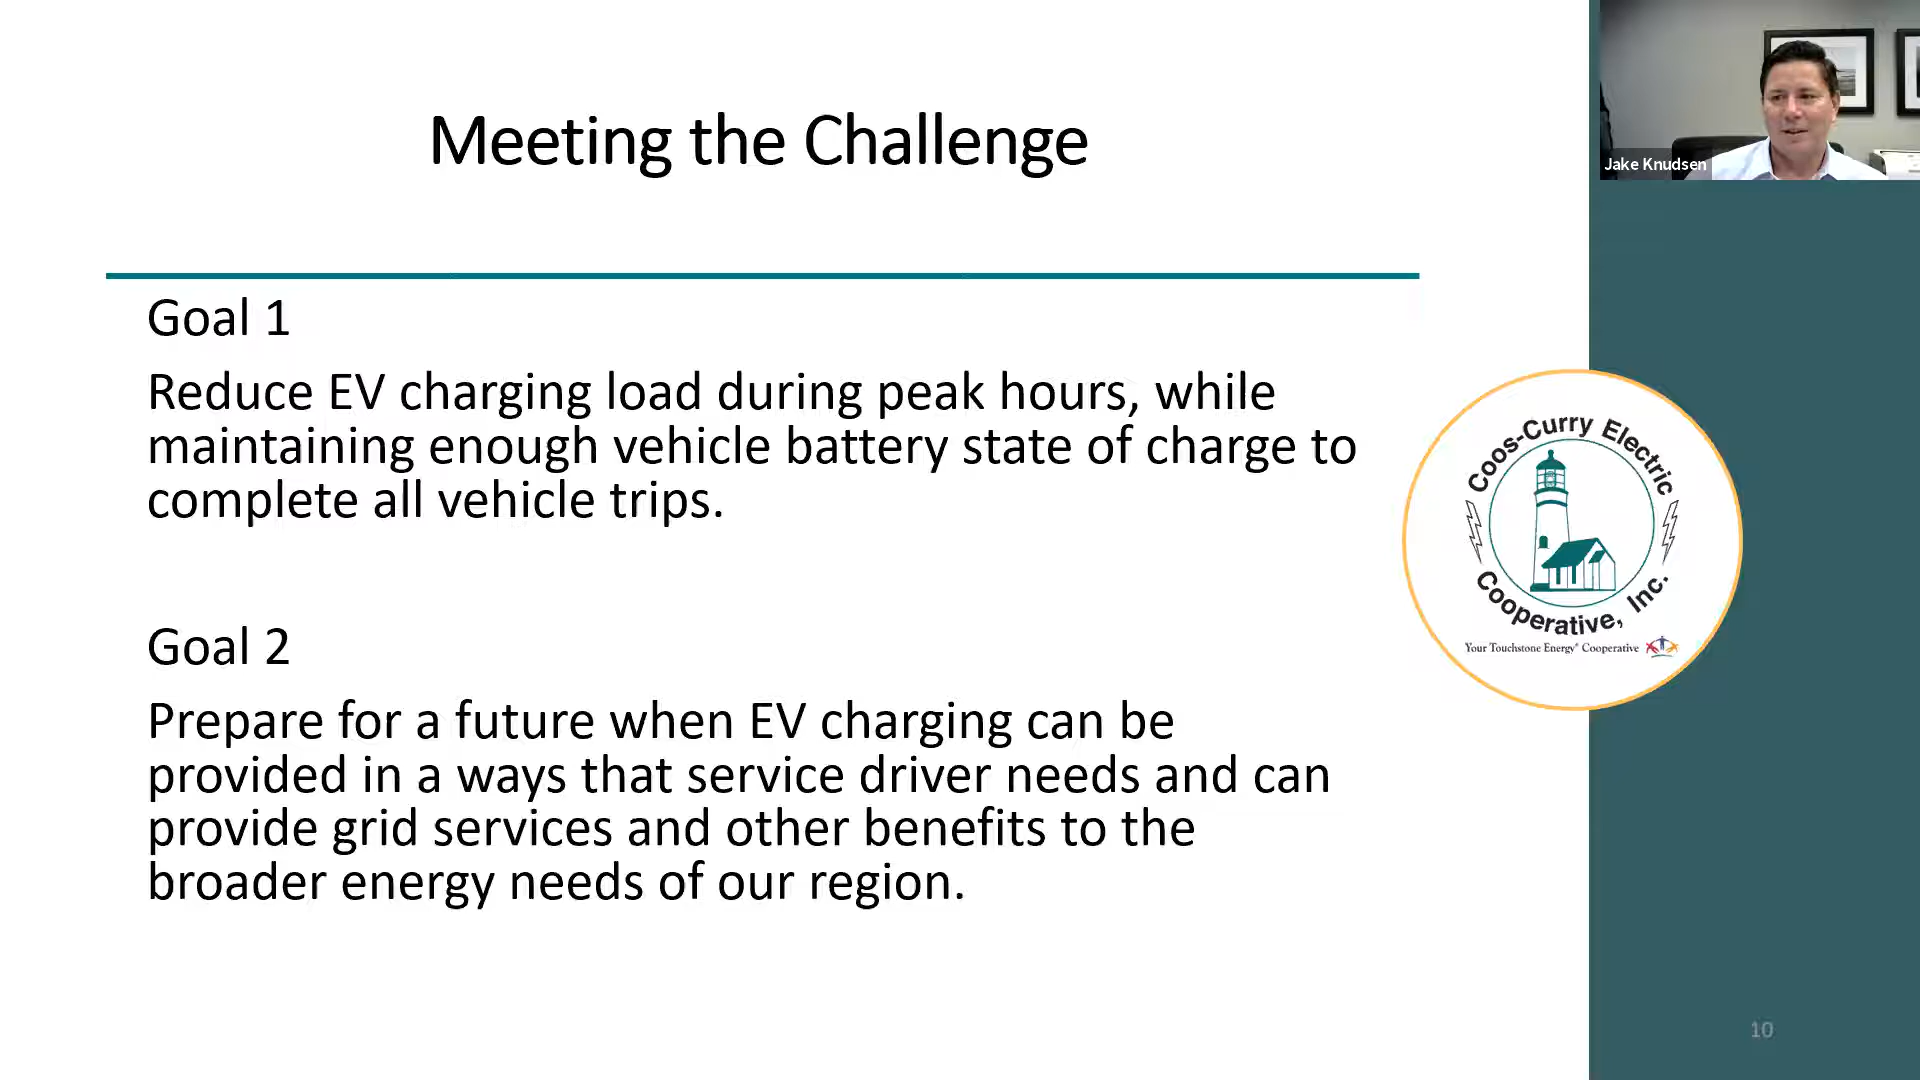 Meeting the Challenge
Jake Knudsen
Goal 1
Reduce EV charging load during peak hours, while
maintaining enough vehicle battery state of charge to
complete all vehicle trips.
Coos-Curry Electric
Cooperative, Inc.
Your Touchstone Energy® Cooperative
Goal 2
Prepare for a future when EV charging can be
provided in a ways that service driver needs and can
provide grid services and other benefits to the
broader energy needs of our region.
10